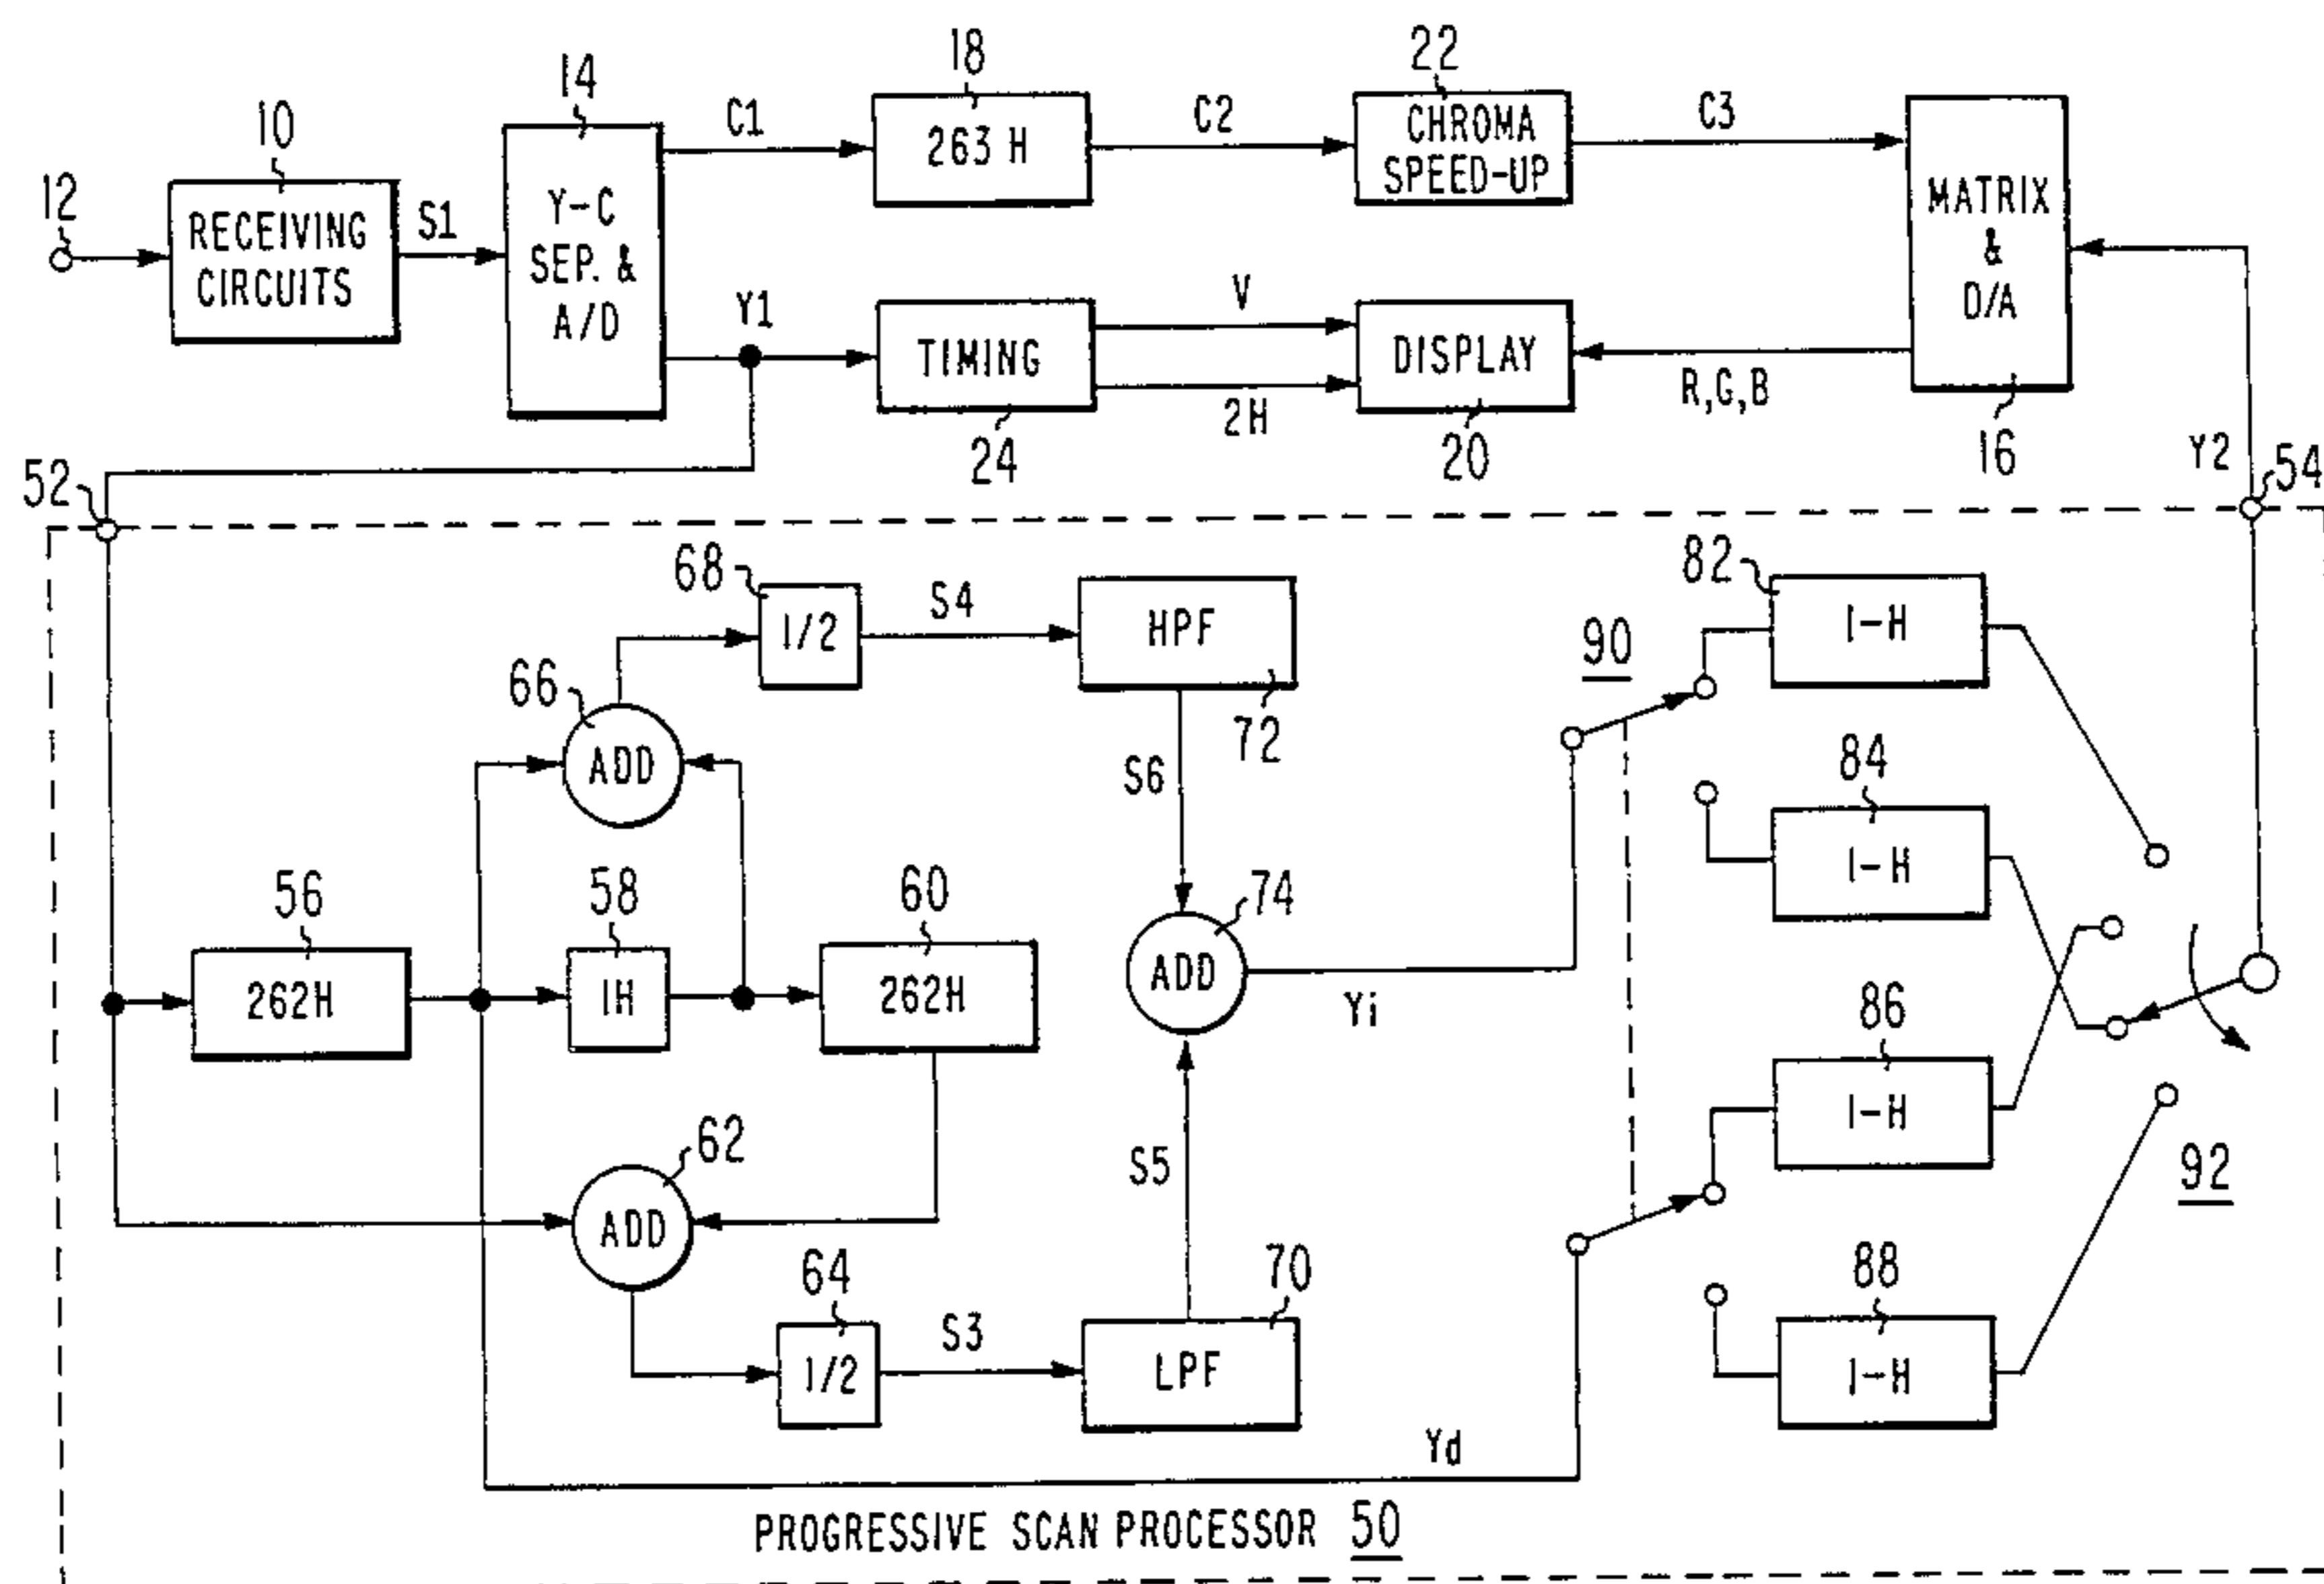 10
12
RECEIVING
CIRCUITS
S1
14
Y-C
SEP. &
A/D
C1
Y1
18
263 H
C2
22
CHROMA
SPEED-UP
C3
MATRIX
&
D/A
16
TIMING
24
V
2H
DISPLAY
20
R,G,B
Y2
52
54
68
1/2
S4
HPF
72
66
ADD
S6
56
262H
58
1H
60
262H
74
ADD
Yi
62
ADD
64
1/2
S3
S5
70
LPF
Yd
90
82
1-H
84
1-H
86
1-H
88
1-H
92
PROGRESSIVE SCAN PROCESSOR 50